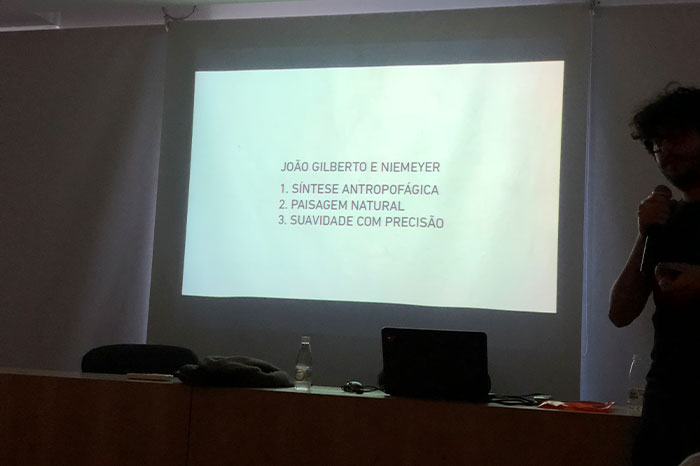 JOÃO GILBERTO E NIEMEYER
1. SÍNTESE ANTROPOFÁGICA
2. PAISAGEM NATURAL
3. SUAVIDADE COM PRECISÃO